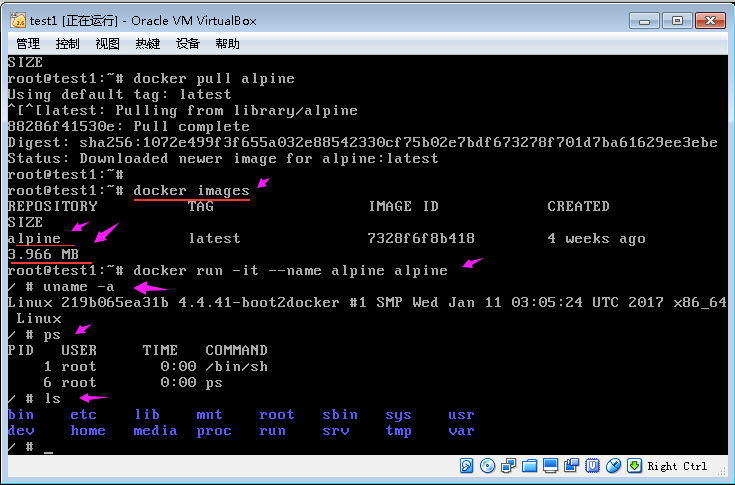 test1 [正在运行] - Oracle VM VirtualBox
管理 控制 视图 热键 设备 帮助
SIZE
root@test1:~# docker pull alpine
Using default tag: latest
^[^[latest: Pulling from library/alpine
88286f41530e: Pull complete
Digest: sha256:1072e499f3f655a032e88542330cf75b02e7bdf673278f701d7ba61629ee3ebe
Status: Downloaded newer image for alpine:latest
root@test1:~#
root@test1:~# docker images
REPOSITORY TAG IMAGE ID CREATED
SIZE
alpine latest 7328f6f8b418 4 weeks ago
3.966 MB
root@test1:~# docker run -it --name alpine alpine
/ # uname -a
Linux 219b065ea31b 4.4.41-boot2docker #1 SMP Wed Jan 11 03:05:24 UTC 2017 x86_64
Linux
/ # ps
PID USER TIME COMMAND
1 root 0:00 /bin/sh
6 root 0:00 ps
/ # ls
bin etc lib mnt root sbin sys usr
dev home media proc run srv tmp var
/ # _
Right Ctrl